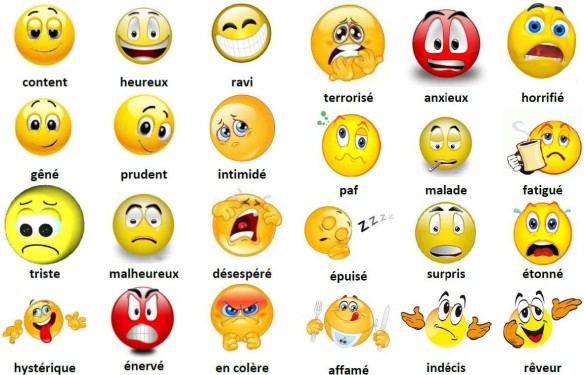 content heureux ravi terrorisé anxieux horrifié
gêné prudent intimidé paf malade fatigué
triste malheureux désespéré épuisé surpris étonné
hystérique énervé en colère affamé indécis rêveur